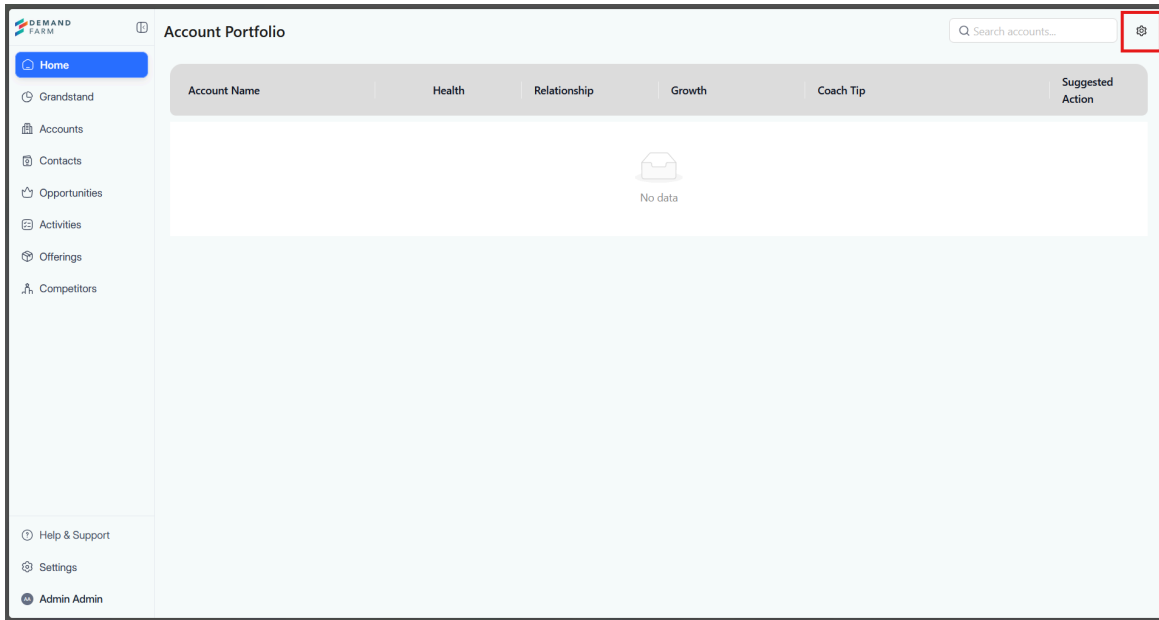 DEMAND
FARM
Account Portfolio
Search accounts...
Home
Grandstand
Accounts
Contacts
Opportunities
Activities
Offerings
Competitors
Account Name
Health
Relationship
Growth
Coach Tip
Suggested
Action
No data
Help & Support
Settings
AA Admin Admin